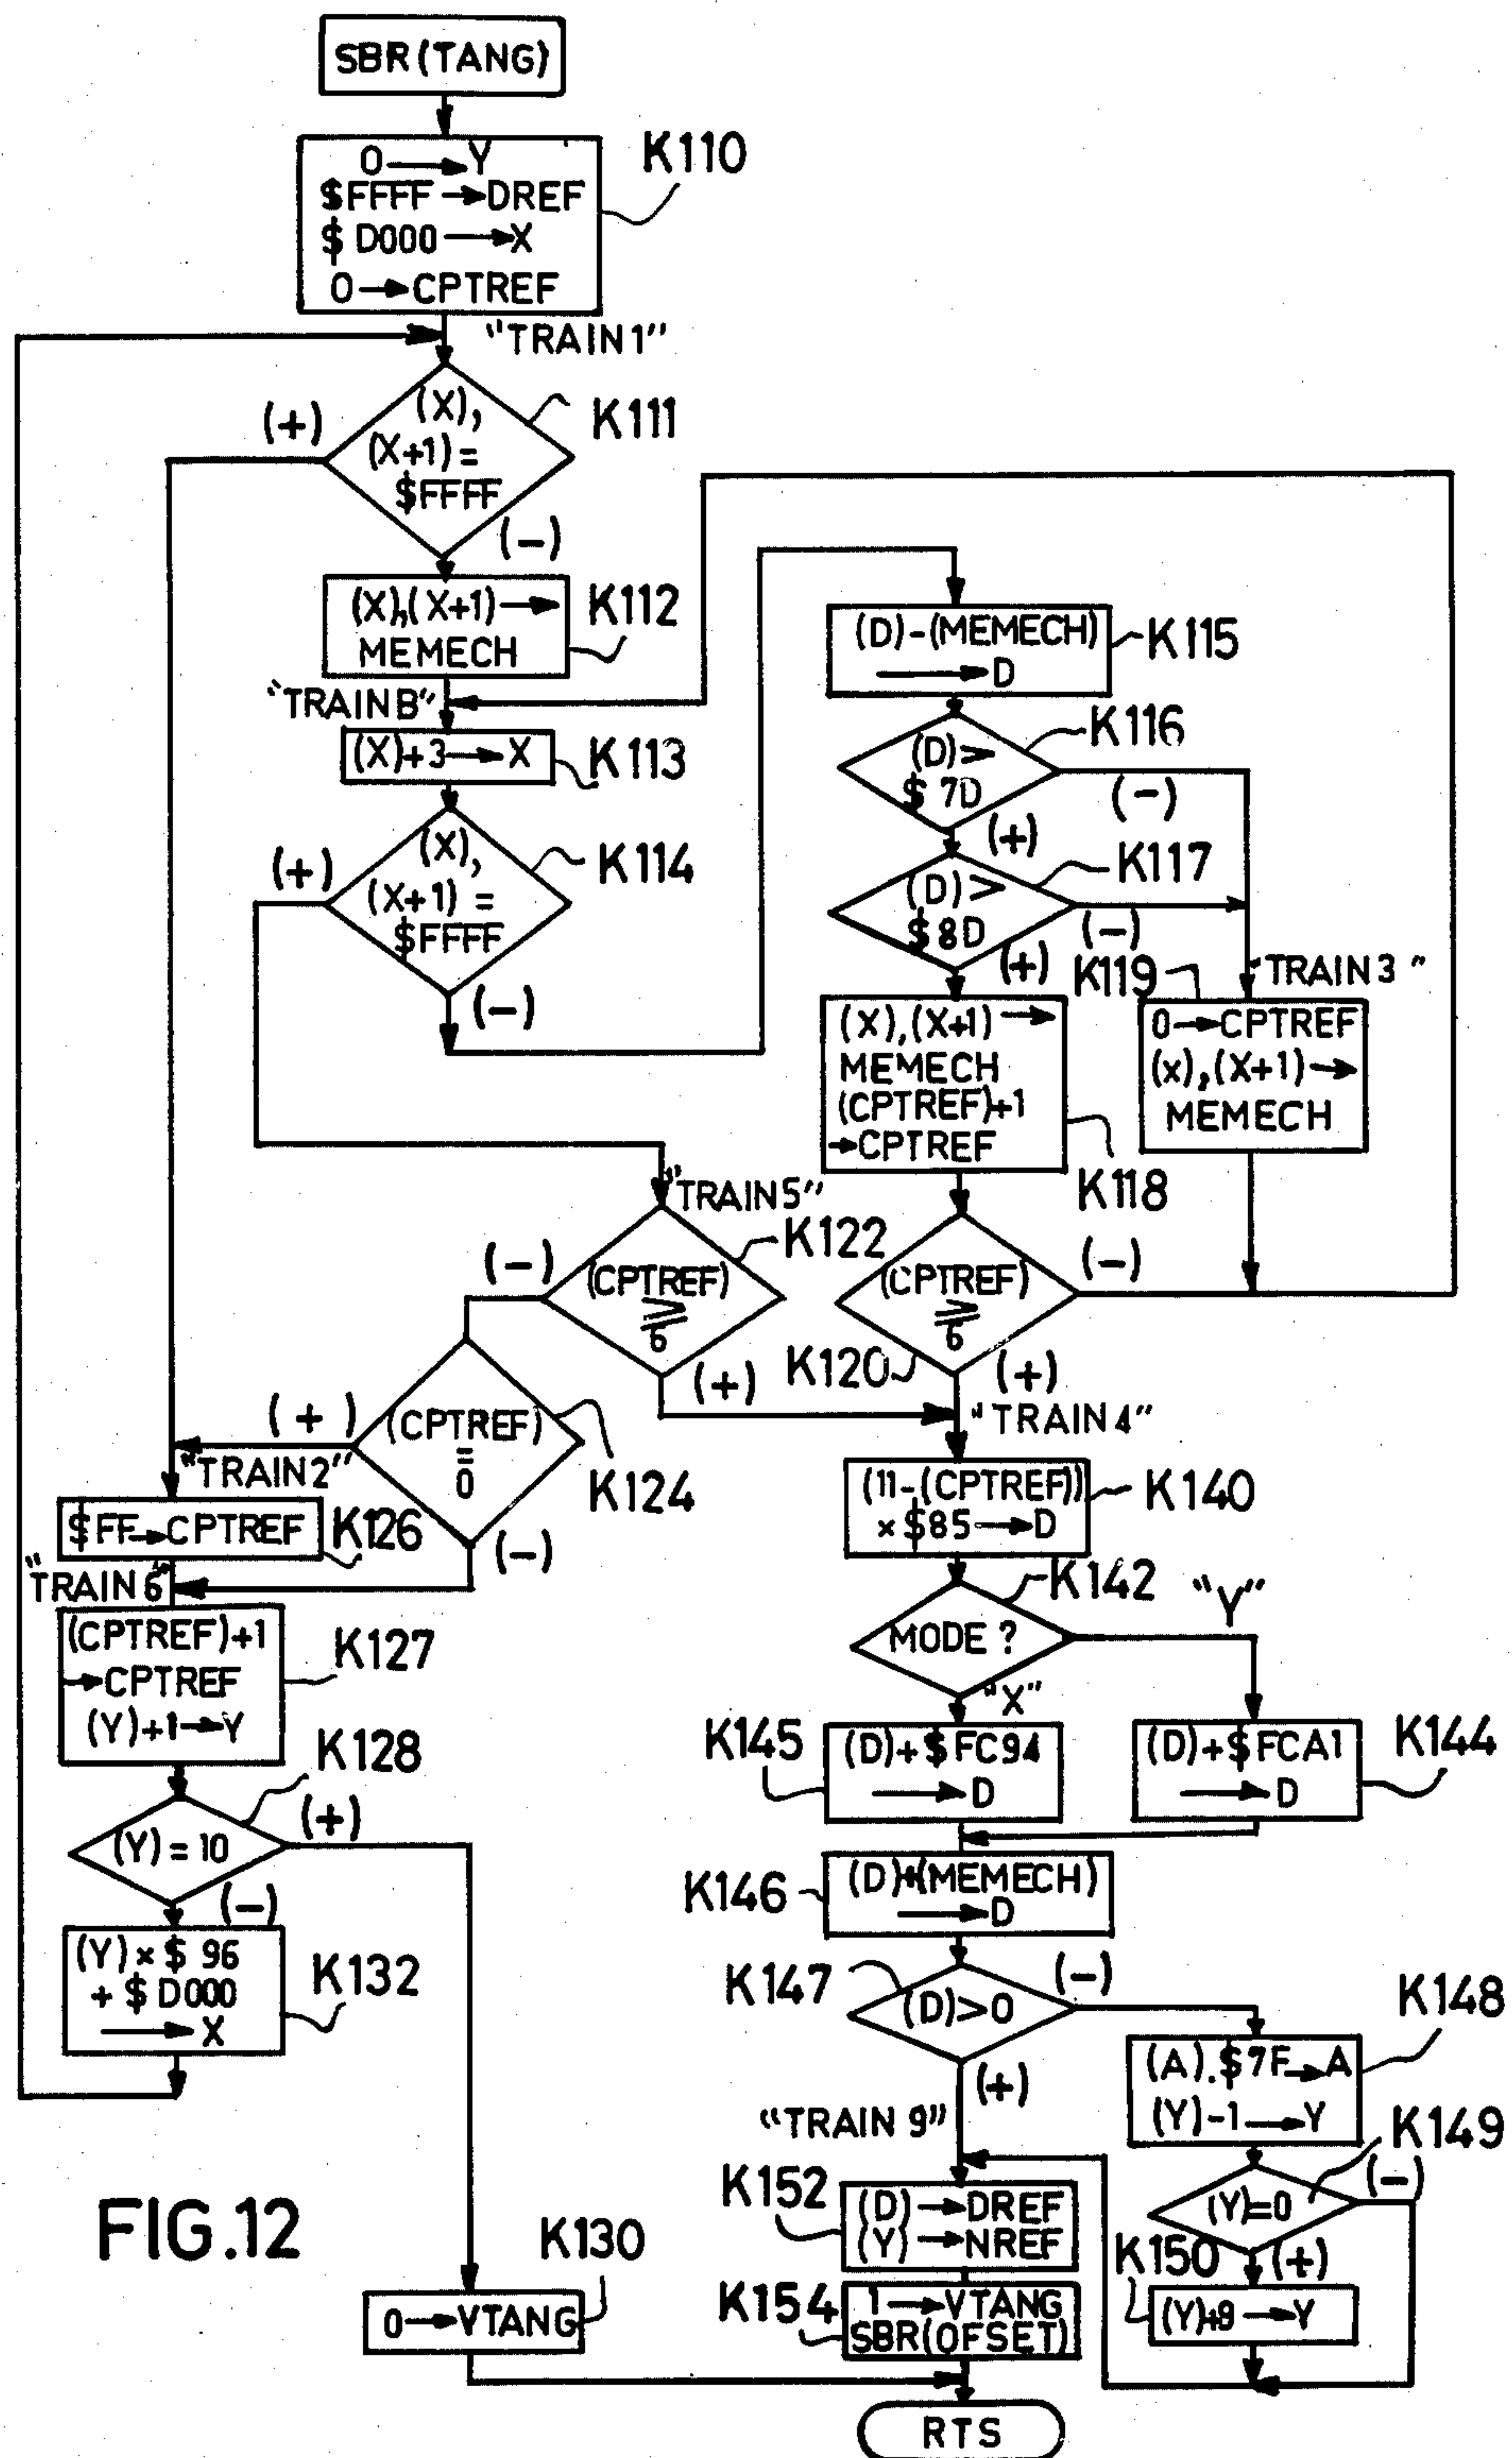 SBR(TANG)
0→Y
$FFFF→DREF
$D000→X
0→CPTREF
K110
"TRAIN1"
(X),
(X+1)=
$FFFF
K111
(+)
(-)
(X),(X+1)→
MEMECH
K112
"TRAINB"
(X)+3→X
K113
(X),
(X+1)=
$FFFF
K114
(+)
(-)
(D)-(MEMECH)
→D
K115
(D)>
$7D
K116
(-)
(+)
(D)>
$8D
K117
(-)
(+)
K119
"TRAIN3"
(X),(X+1)→
MEMECH
(CPTREF)+1
→CPTREF
K118
0→CPTREF
(x),(X+1)→
MEMECH
"TRAIN5"
(CPTREF)
≥
6
K122
(-)
(+)
(CPTREF)
≥
6
K120
(-)
(+)
"TRAIN4"
(CPTREF)
=
0
K124
(+)
(-)
"TRAIN2"
$FF→CPTREF
K126
"TRAIN6"
(CPTREF)+1
→CPTREF
(Y)+1→Y
K127
(Y)=10
K128
(+)
(-)
(Y)×$96
+$D000
→X
K132
(11-(CPTREF))
×$85→D
K140
MODE?
K142
"Y"
"X"
K145
(D)+$FC94
→D
(D)+$FCA1
→D
K144
K146
(D)+(MEMECH)
→D
K147
(D)>0
(-)
(+)
K148
(A).$7F→A
(Y)-1→Y
K149
(Y)=0
(-)
(+)
K150
(Y)+9→Y
"TRAIN 9"
K152
(D)→DREF
(Y)→NREF
K154
1→VTANG
SBR(OFSET)
K130
0→VTANG
RTS
FIG.12